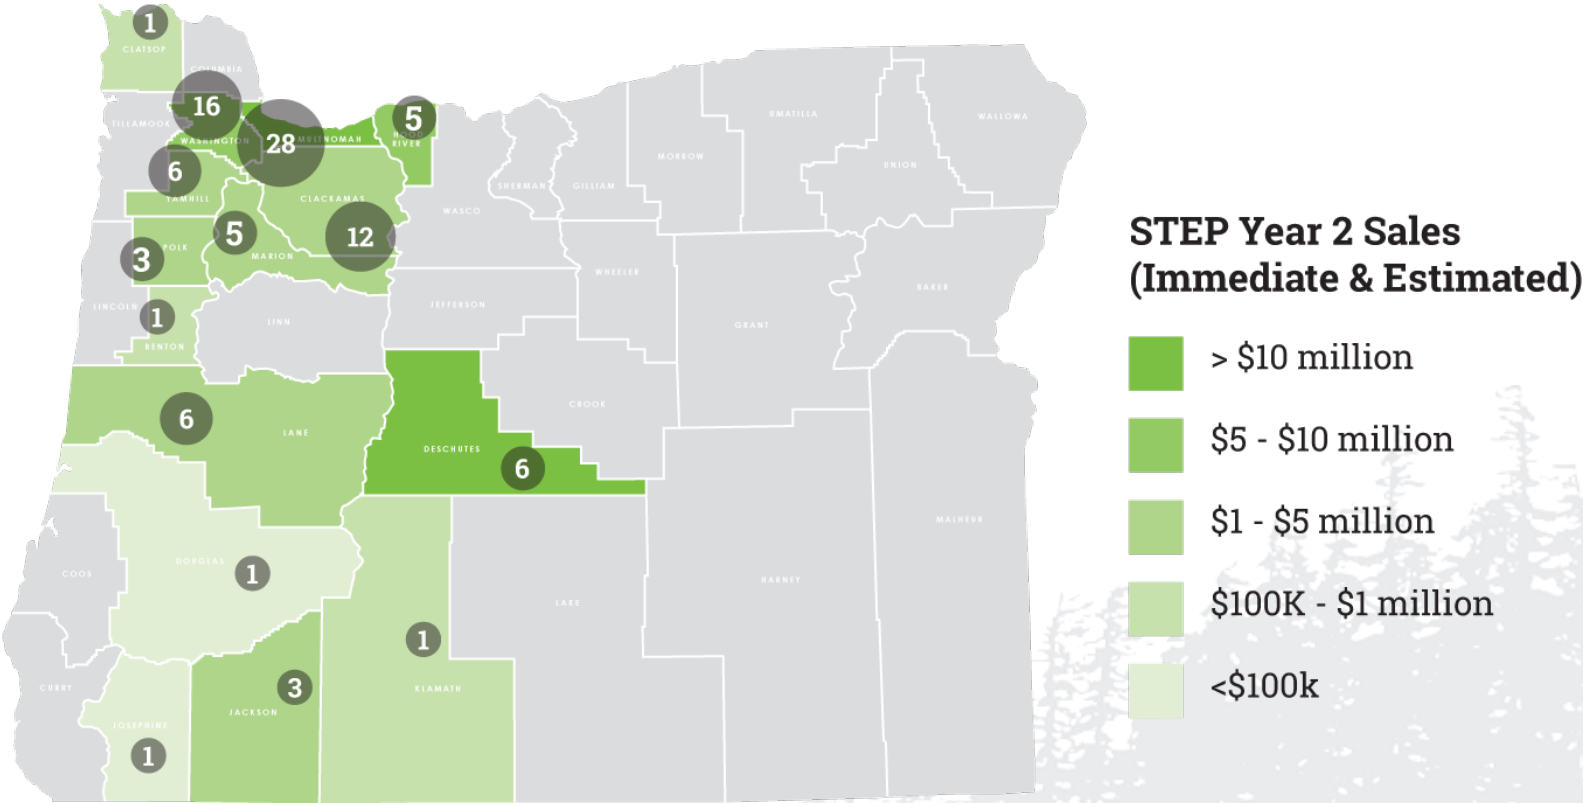 1
CLATSOP
COLUMBIA
16
TILLAMOOK
WASHINGTON
28
MULTNOMAH
5
HOOD
RIVER
6
YAMHILL
CLACKAMAS
12
5
MARION
3
POLK
LINCOLN
1
BENTON
LINN
WASCO
SHERMAN
GILLIAM
MORROW
UMATILLA
UNION
WALLOWA
JEFFERSON
WHEELER
GRANT
BAKER
6
LANE
DESCHUTES
6
CROOK
MALHEUR
COOS
DOUGLAS
1
1
KLAMATH
LAKE
HARNEY
CURRY
JOSEPHINE
1
3
JACKSON
STEP Year 2 Sales
(Immediate & Estimated)
> $10 million
$5 - $10 million
$1 - $5 million
$100K - $1 million
<$100k